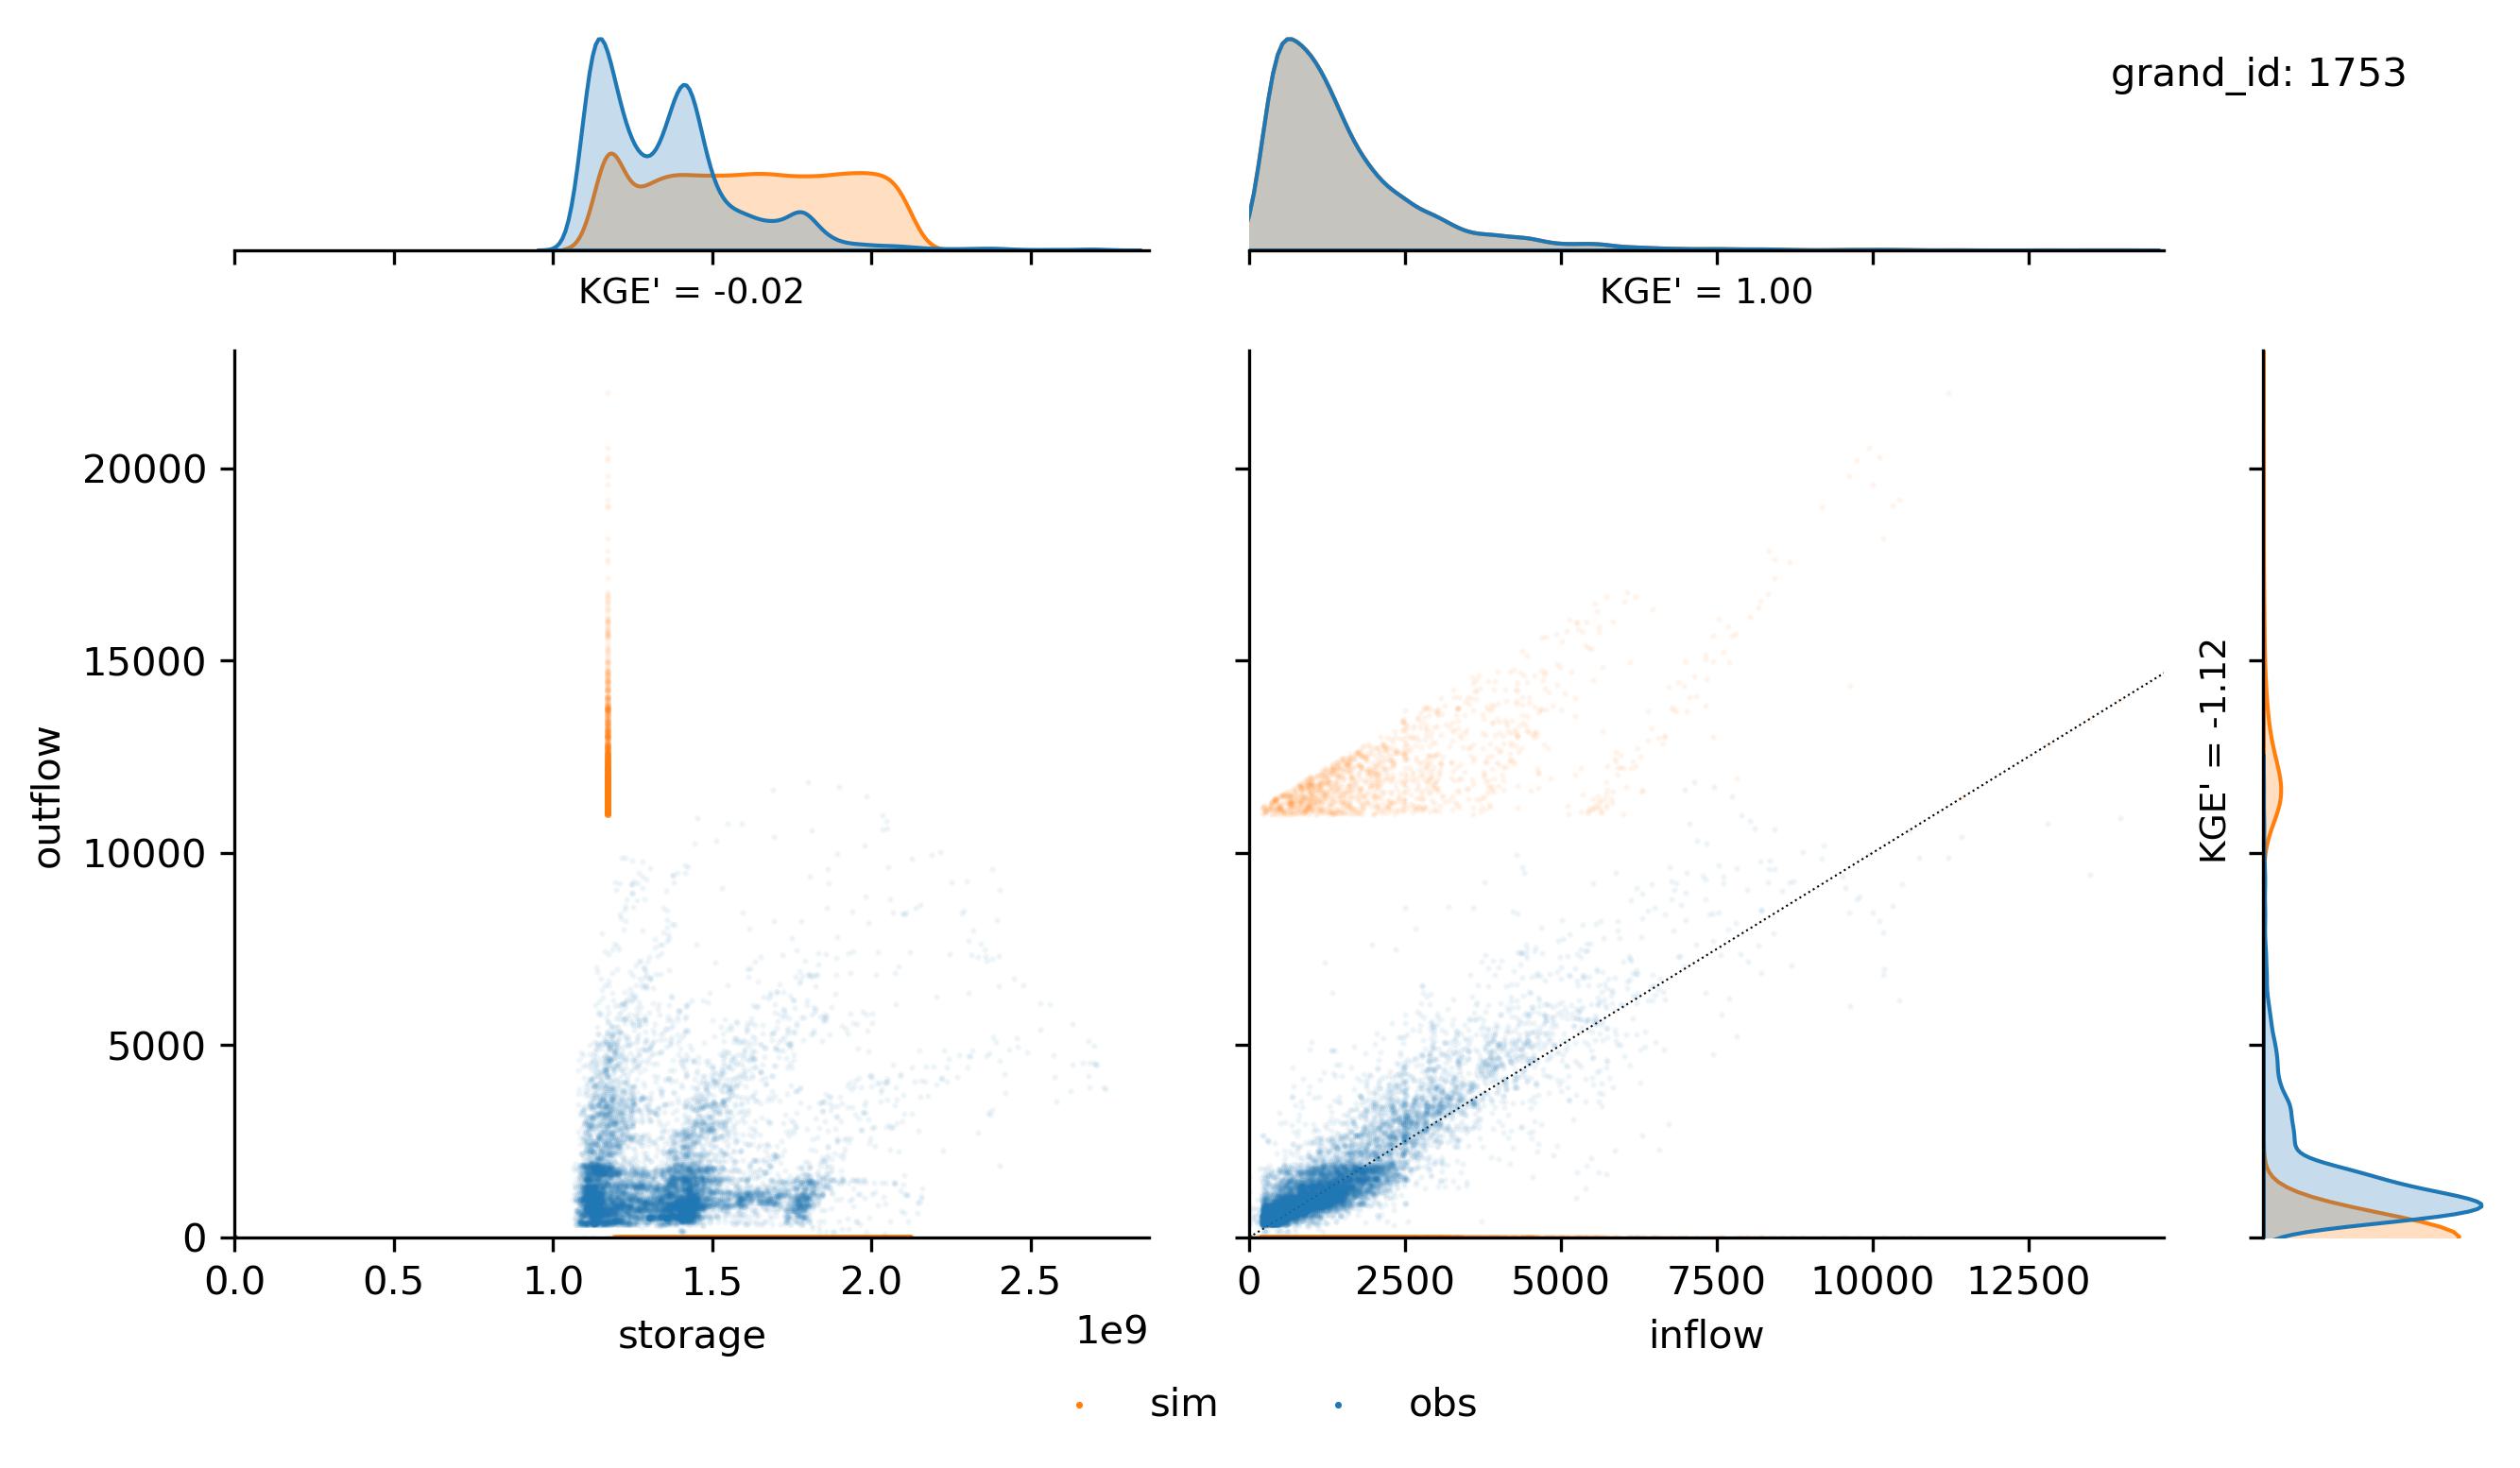 grand_id: 1753
KGE' = -0.02
KGE' = 1.00
outflow
20000
15000
10000
5000
0
KGE' = -1.12
0.0 0.5 1.0 1.5 2.0 2.5
1e9
storage
0 2500 5000 7500 10000 12500
inflow
sim obs